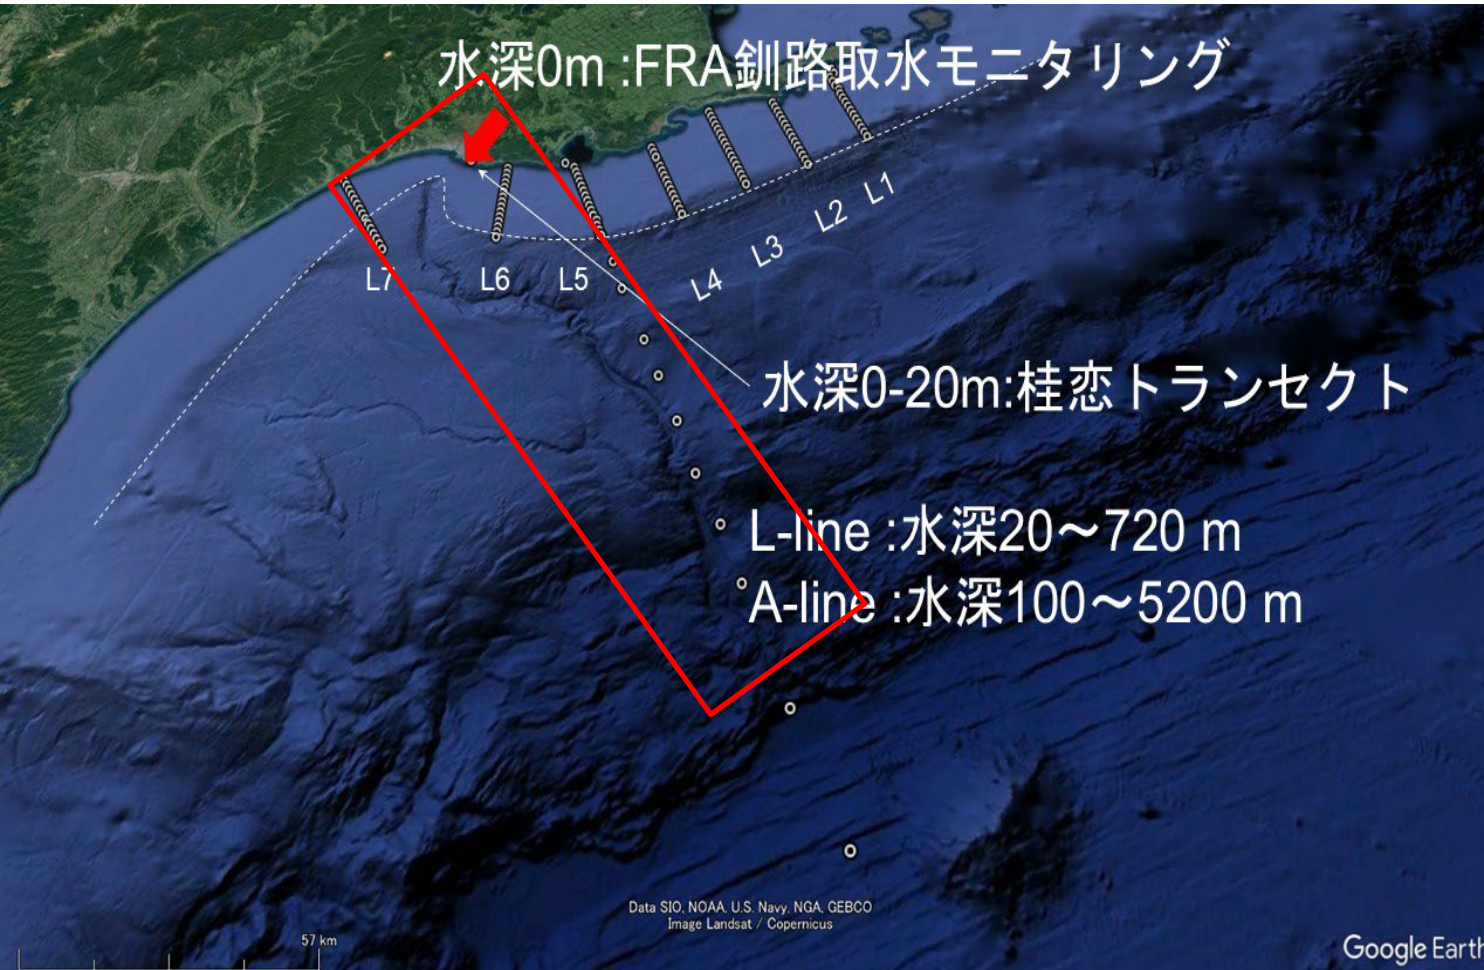 水深0m :FRA釧路取水モニタリング
L1
L2
L3
L4
L5
L6
L7
水深0-20m:桂恋トランセクト
L-line :水深20～720 m
A-line :水深100～5200 m
Data SIO, NOAA, U.S. Navy, NGA, GEBCO
Image Landsat / Copernicus
57 km
Google Earth